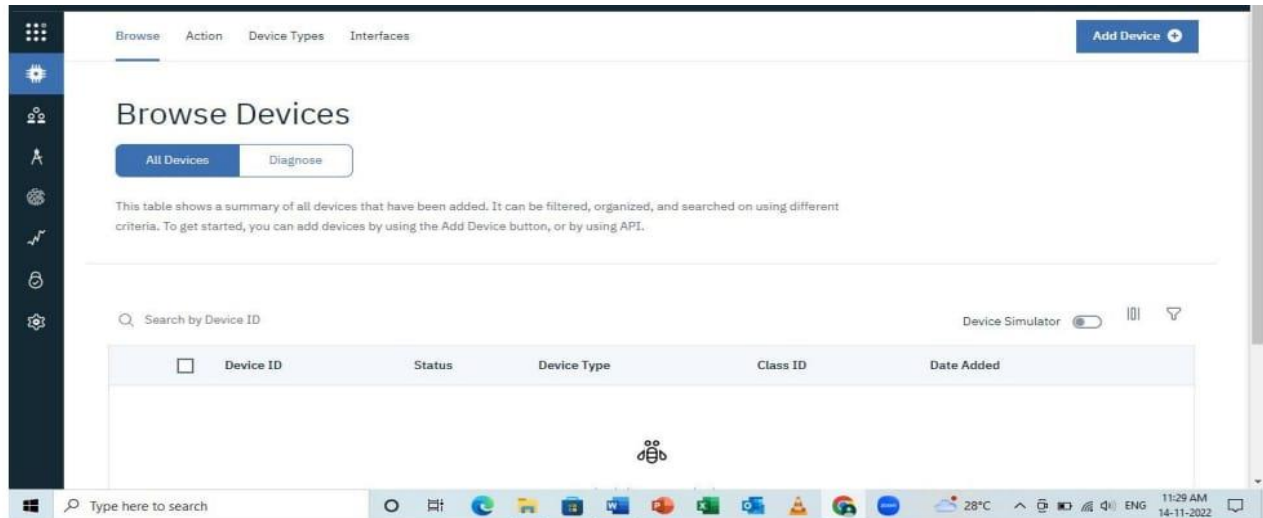 Browse Action Device Types Interfaces Add Device
Browse Devices
All Devices Diagnose
This table shows a summary of all devices that have been added. It can be filtered, organized, and searched on using different
criteria. To get started, you can add devices by using the Add Device button, or by using API.
Search by Device ID Device Simulator
Device ID Status Device Type Class ID Date Added
Type here to search 28°C ENG 11:29 AM
14-11-2022